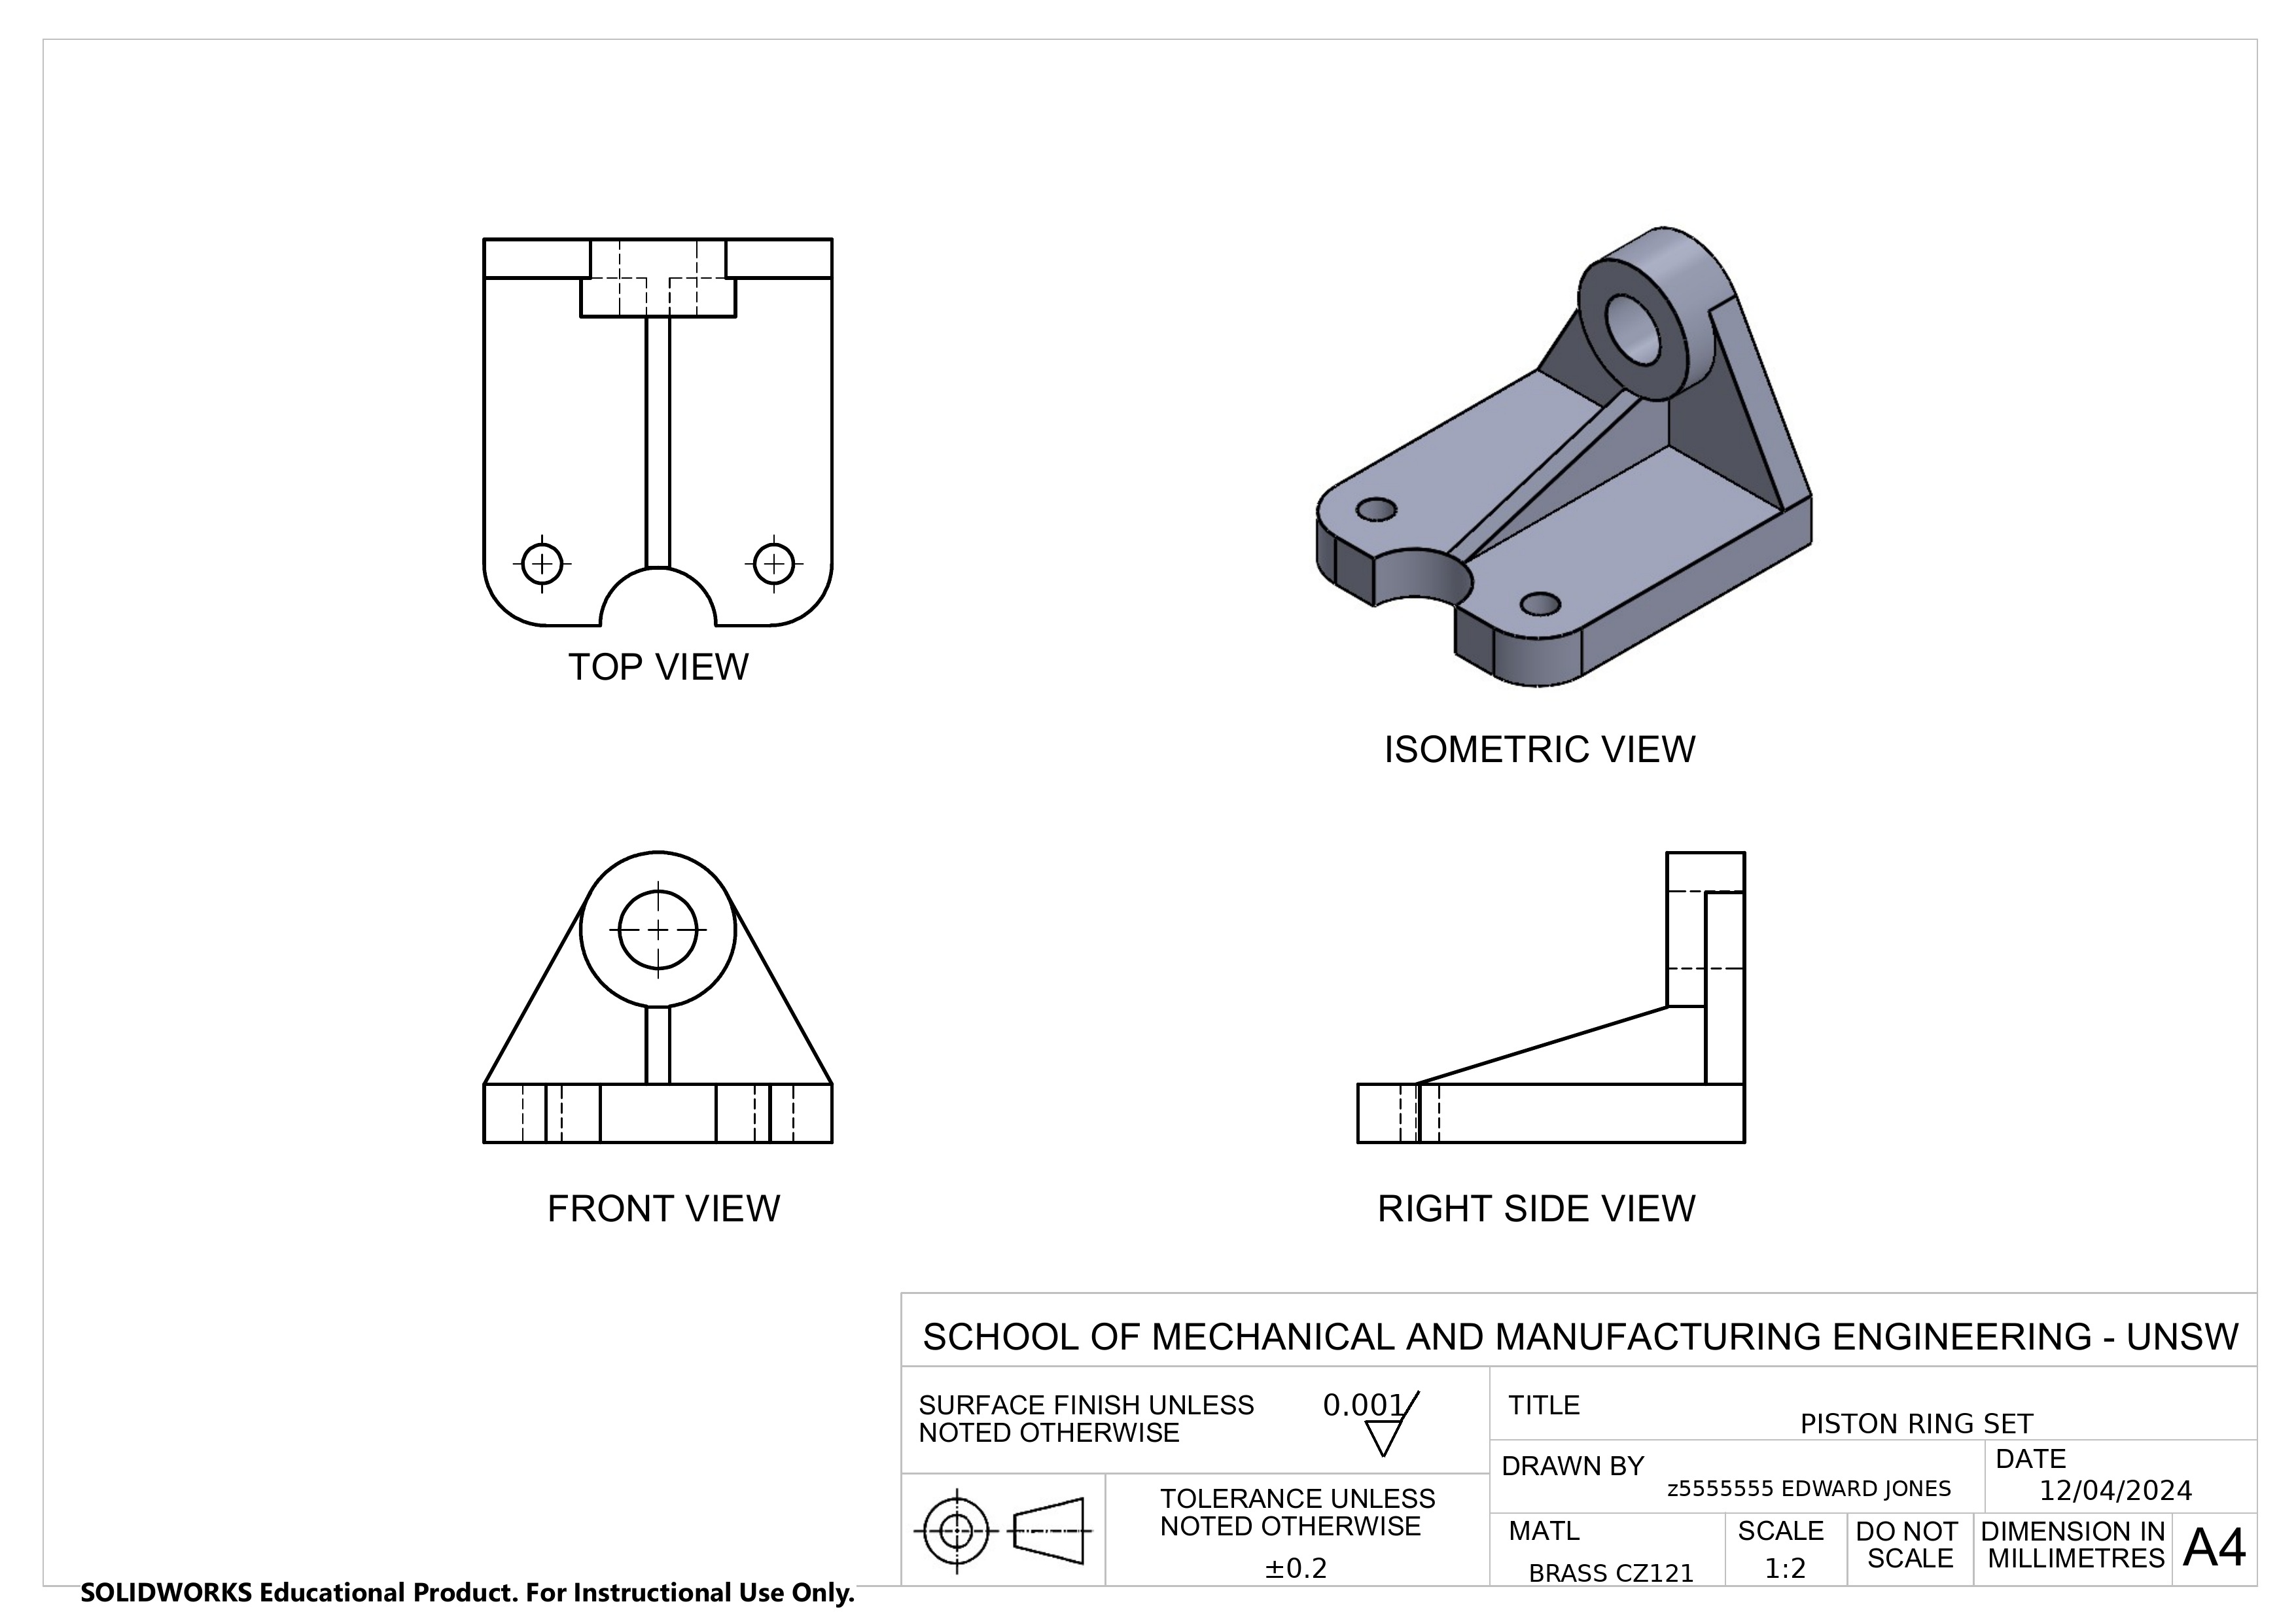 TOP VIEW
ISOMETRIC VIEW
FRONT VIEW
RIGHT SIDE VIEW
SCHOOL OF MECHANICAL AND MANUFACTURING ENGINEERING - UNSW
SURFACE FINISH UNLESS
NOTED OTHERWISE
0.001
TITLE
PISTON RING SET
DRAWN BY
z5555555 EDWARD JONES
DATE
12/04/2024
TOLERANCE UNLESS
NOTED OTHERWISE
±0.2
MATL
BRASS CZ121
SCALE
1:2
DO NOT
SCALE
DIMENSION IN
MILLIMETRES
A4
SOLIDWORKS Educational Product. For Instructional Use Only.